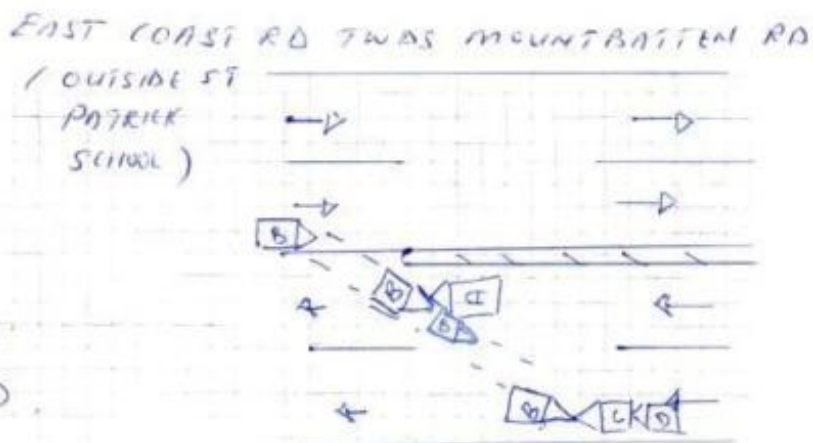 EAST COAST RD TWDS MOUNTBATTEN RD
(OUTSIDE ST
PATRICK
SCHOOL)
B
B
A
B
B
C
D